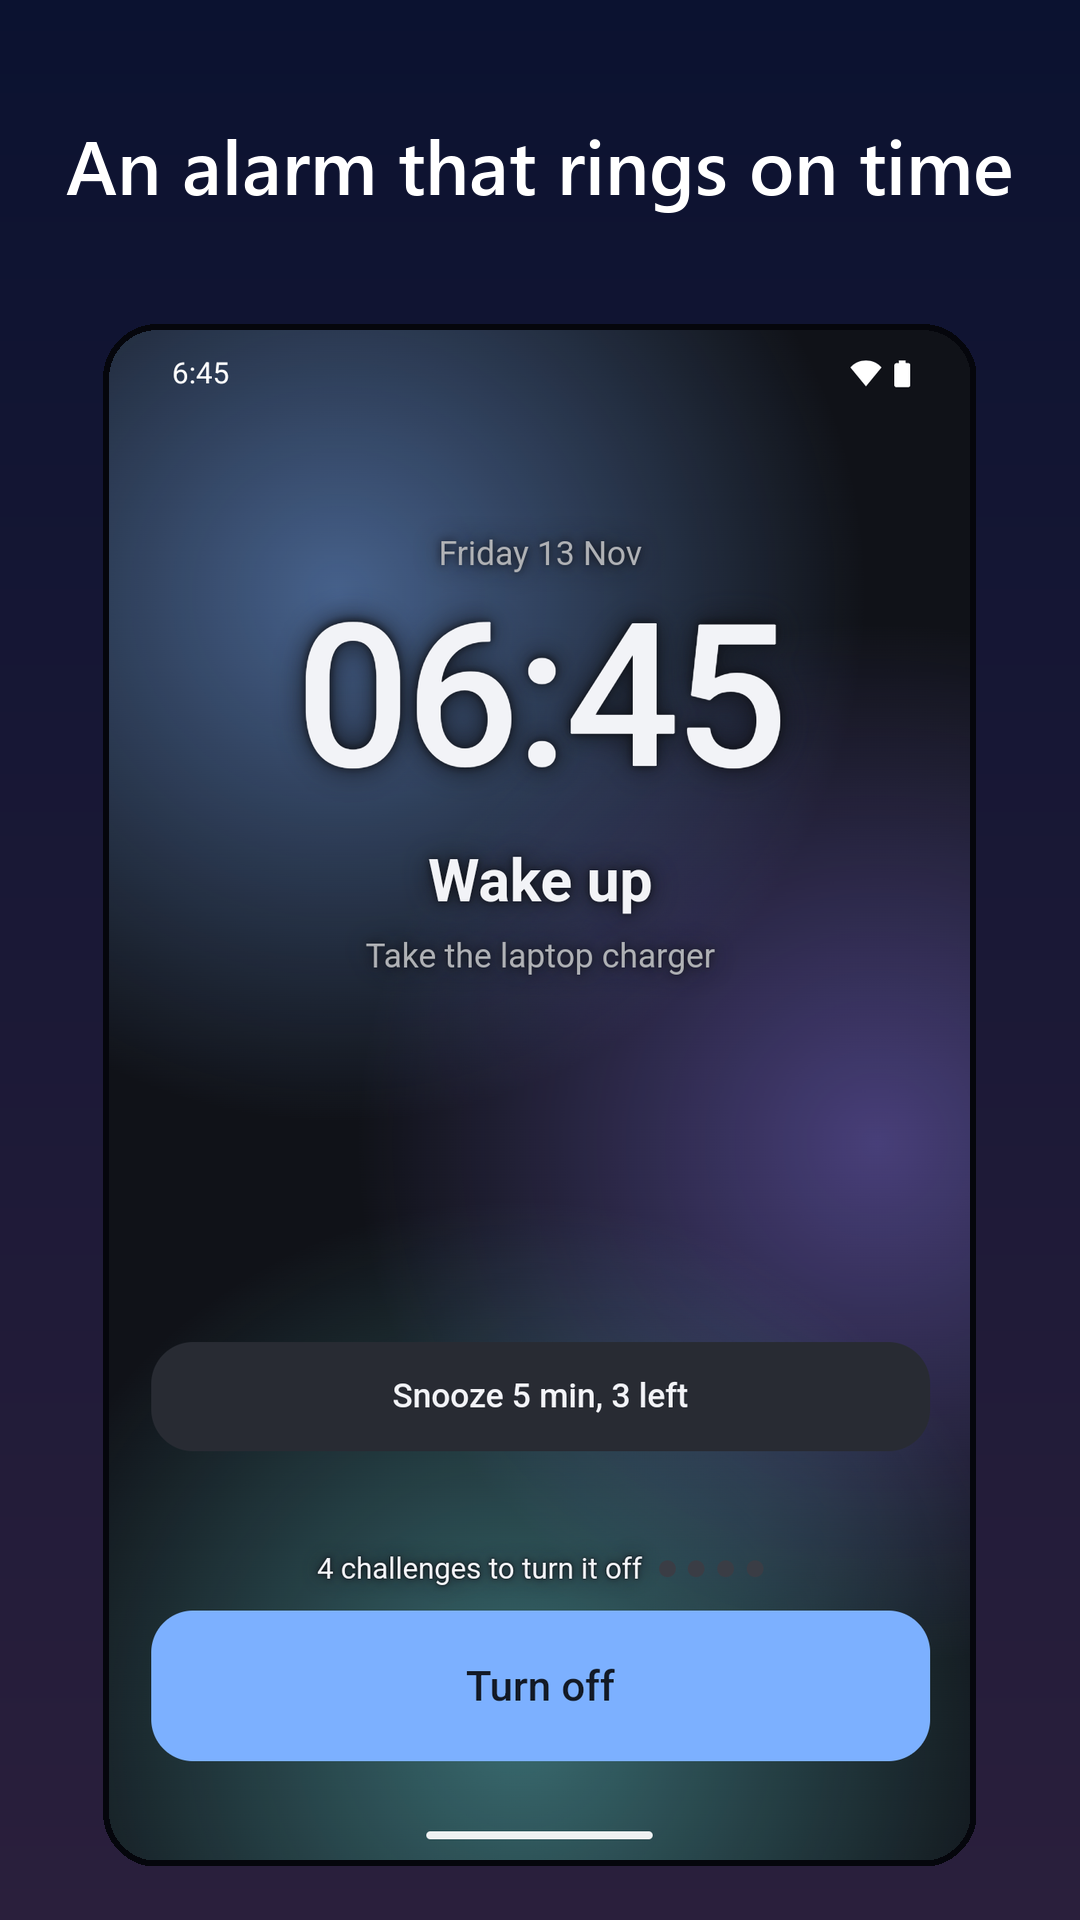 An alarm that rings on time
6:45
Friday 13 Nov
06:45
Wake up
Take the laptop charger
Snooze 5 min, 3 left
4 challenges to turn it off
Turn off